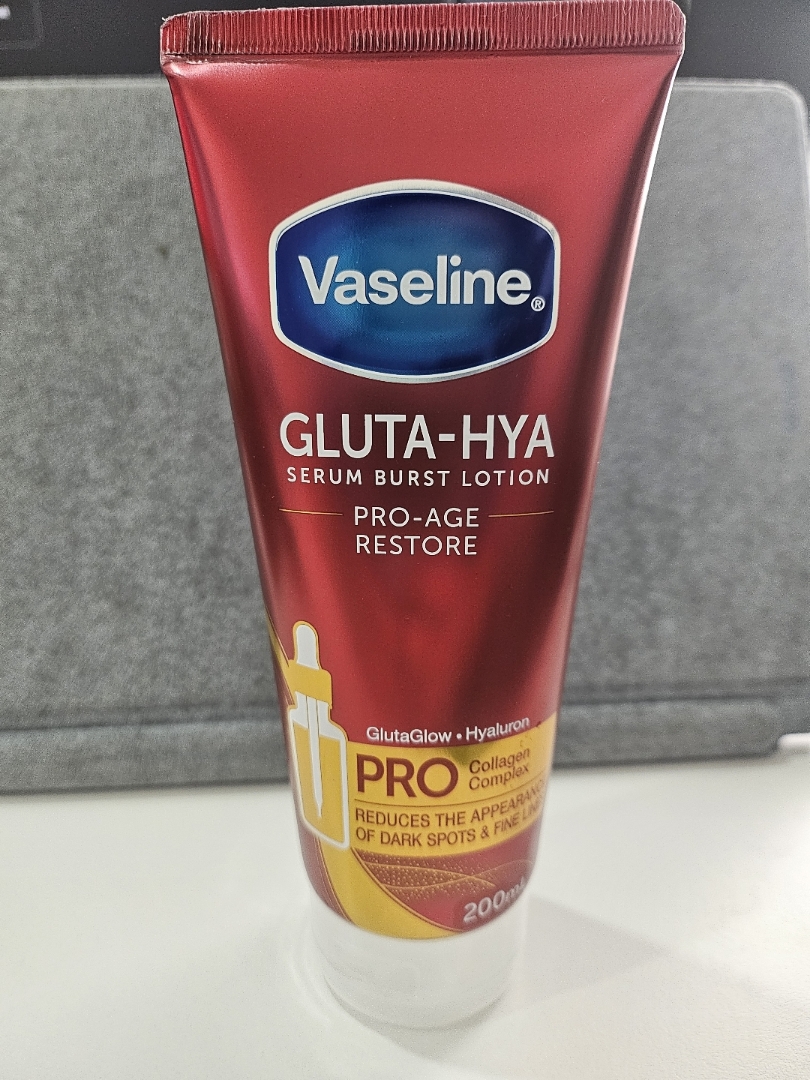 Vaseline®
GLUTA-HYA
SERUM BURST LOTION
PRO-AGE
RESTORE
GlutaGlow • Hyaluron
PRO Collagen
Complex
REDUCES THE
OF DARK SPOTS & FINE